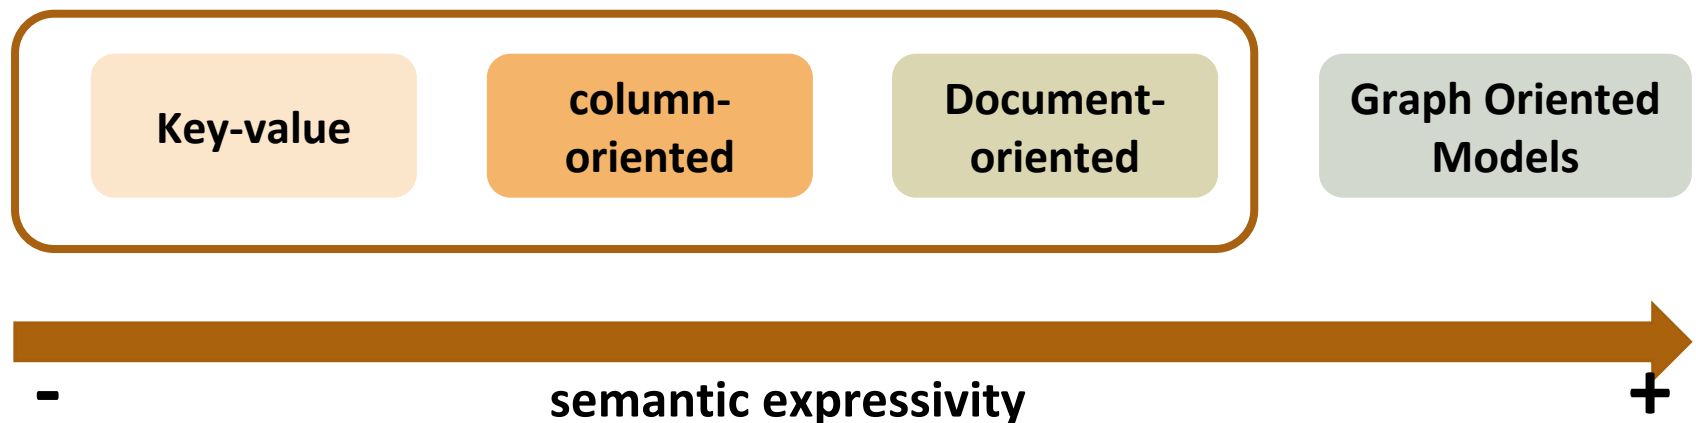 Key-value
column-
oriented
Document-
oriented
Graph Oriented
Models
-
semantic expressivity
+